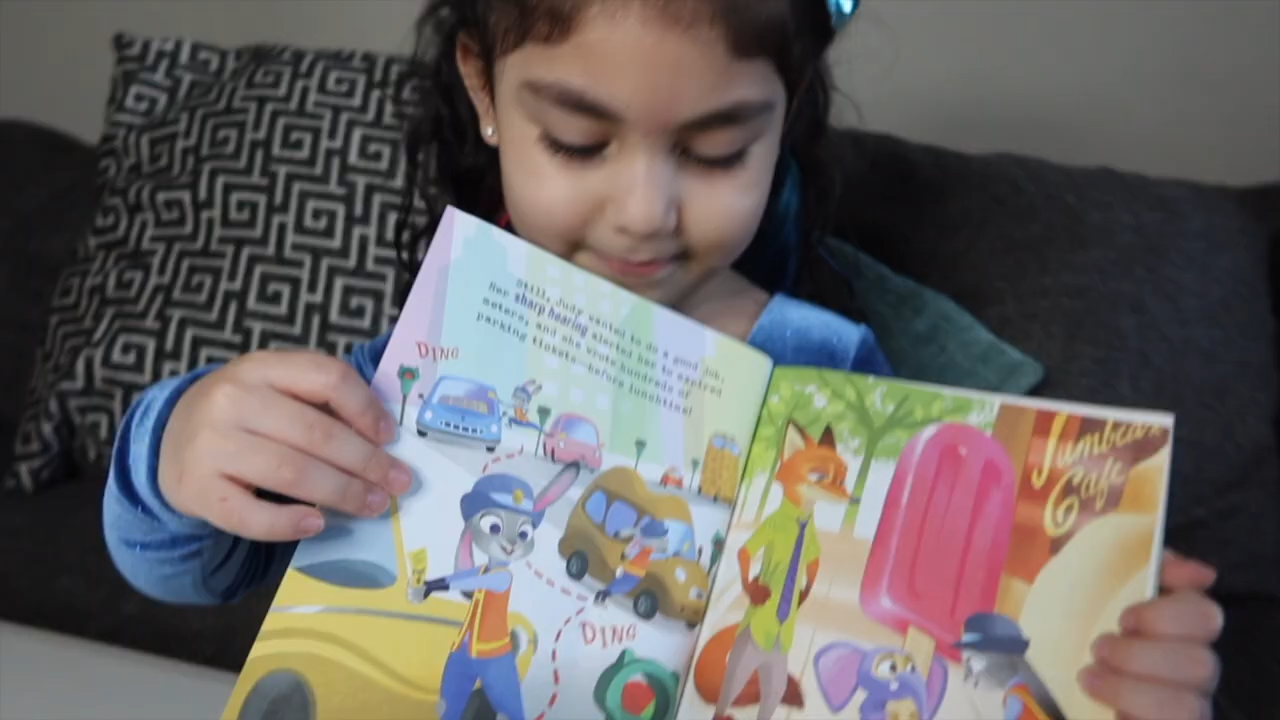 Still, Judy wanted to do a good job.
Her sharp hearing alerted her to expired
meters, and she wrote hundreds of
parking tickets—before lunchtime!
DING
DING
Jumbeaux
Cafe